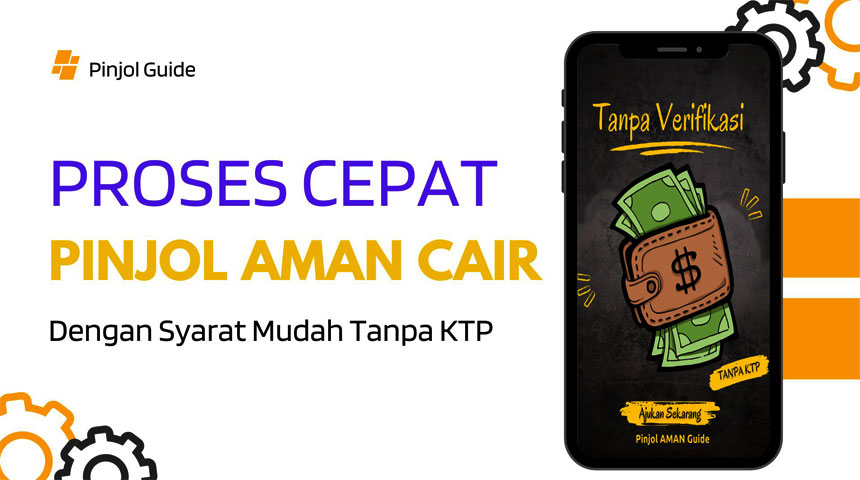 Pinjol Guide
PROSES CEPAT
PINJOL AMAN CAIR
Dengan Syarat Mudah Tanpa KTP
Tanpa Verifikasi
$
TANPA KTP
Ajukan Sekarang
Pinjol AMAN Guide